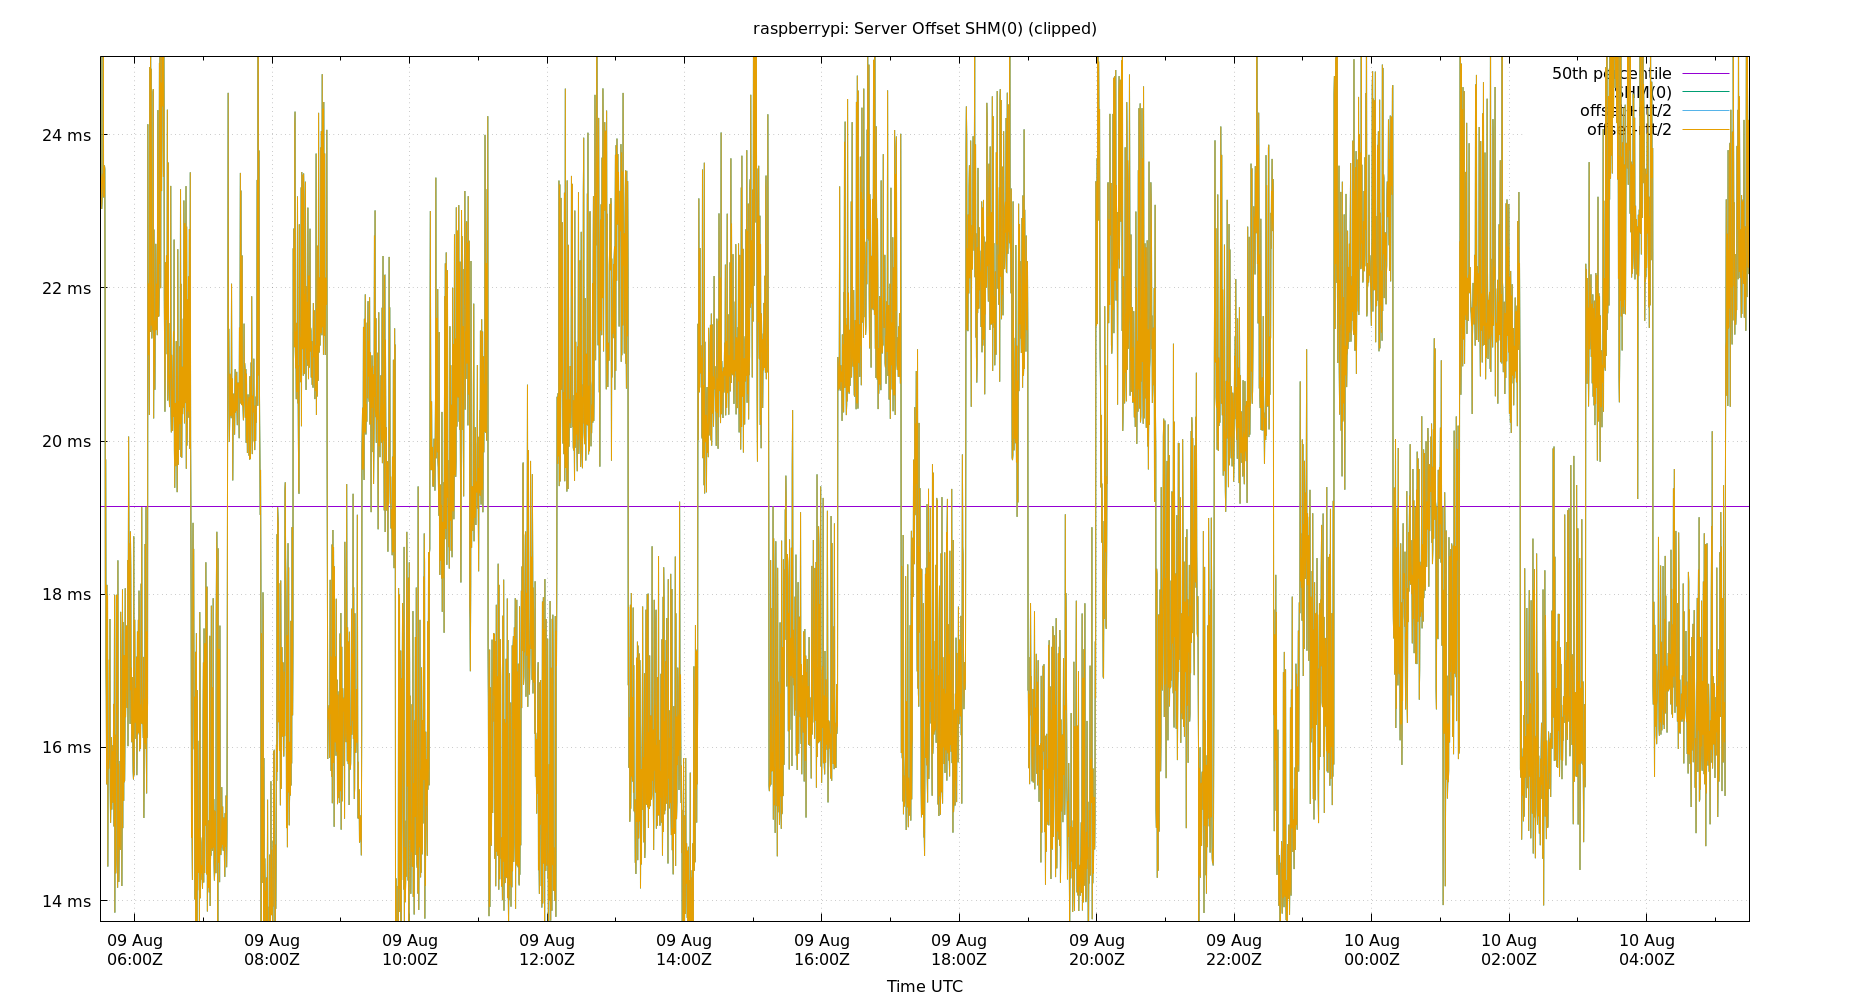 raspberrypi: Server Offset SHM(0) (clipped)
50th percentile
SHM(0)
offset+rtt/2
offset-rtt/2
24 ms
22 ms
20 ms
18 ms
16 ms
14 ms
09 Aug 09 Aug 09 Aug 09 Aug 09 Aug 09 Aug 09 Aug 09 Aug 09 Aug 10 Aug 10 Aug 10 Aug
06:00Z 08:00Z 10:00Z 12:00Z 14:00Z 16:00Z 18:00Z 20:00Z 22:00Z 00:00Z 02:00Z 04:00Z
Time UTC